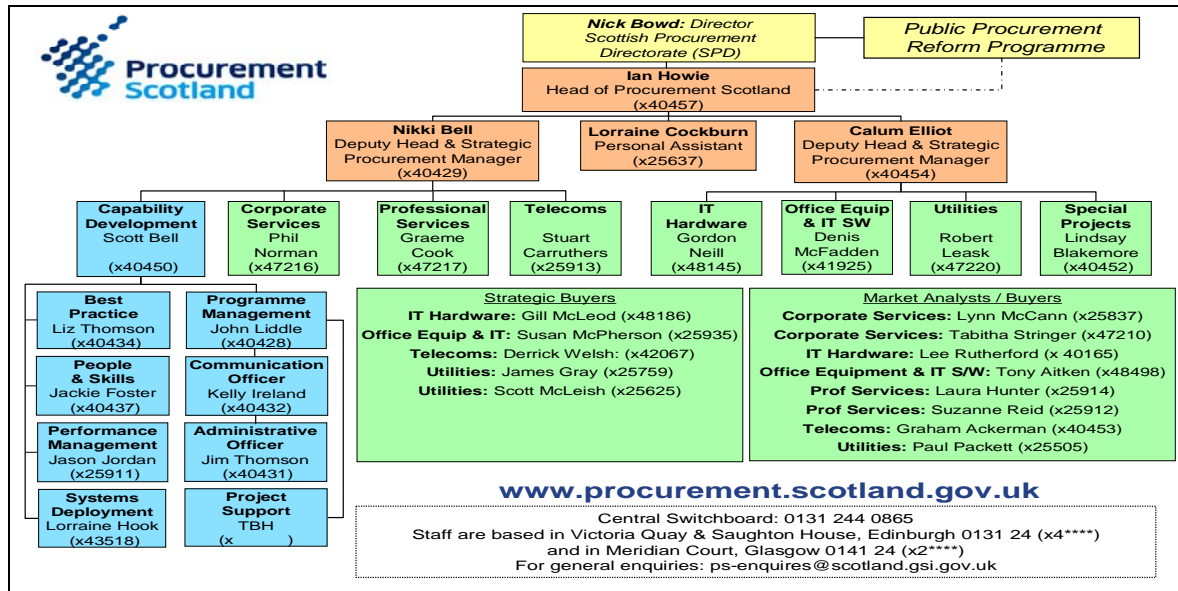 Procurement
Scotland
Nick Bowd: Director
Scottish Procurement
Directorate (SPD)
Public Procurement
Reform Programme
Ian Howie
Head of Procurement Scotland
(x40457)
Nikki Bell
Deputy Head & Strategic
Procurement Manager
(x40429)
Lorraine Cockburn
Personal Assistant
(x25637)
Calum Elliot
Deputy Head & Strategic
Procurement Manager
(x40454)
Capability
Development
Scott Bell
(x40450)
Corporate
Services
Phil
Norman
(x47216)
Professional
Services
Graeme
Cook
(x47217)
Telecoms
Stuart
Carruthers
(x25913)
IT
Hardware
Gordon
Neill
(x48145)
Office Equip
& IT SW
Denis
McFadden
(x41925)
Utilities
Robert
Leask
(x47220)
Special
Projects
Lindsay
Blakemore
(x40452)
Best
Practice
Liz Thomson
(x40434)
Programme
Management
John Liddle
(x40428)
People
& Skills
Jackie Foster
(x40437)
Communication
Officer
Kelly Ireland
(x40432)
Performance
Management
Jason Jordan
(x25911)
Administrative
Officer
Jim Thomson
(x40431)
Systems
Deployment
Lorraine Hook
(x43518)
Project
Support
TBH
(x )
Strategic Buyers
IT Hardware: Gill McLeod (x48186)
Office Equip & IT: Susan McPherson (x25935)
Telecoms: Derrick Welsh: (x42067)
Utilities: James Gray (x25759)
Utilities: Scott McLeish (x25625)
Market Analysts / Buyers
Corporate Services: Lynn McCann (x25837)
Corporate Services: Tabitha Stringer (x47210)
IT Hardware: Lee Rutherford (x 40165)
Office Equipment & IT S/W: Tony Aitken (x48498)
Prof Services: Laura Hunter (x25914)
Prof Services: Suzanne Reid (x25912)
Telecoms: Graham Ackerman (x40453)
Utilities: Paul Packett (x25505)
www.procurement.scotland.gov.uk
Central Switchboard: 0131 244 0865
Staff are based in Victoria Quay & Saughton House, Edinburgh 0131 24 (x4****)
and in Meridian Court, Glasgow 0141 24 (x2****)
For general enquiries: ps-enquires@scotland.gsi.gov.uk